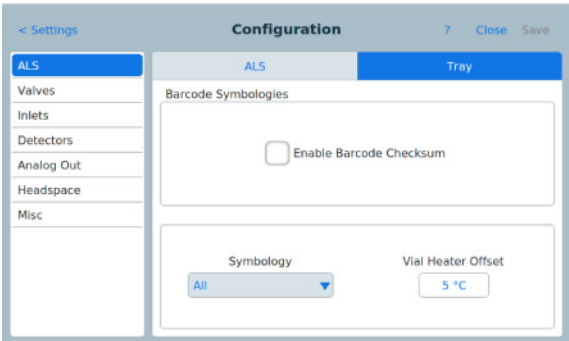 < Settings Configuration ? Close Save
ALS
Valves
Inlets
Detectors
Analog Out
Headspace
Misc
ALS Tray
Barcode Symbologies
Enable Barcode Checksum
Symbology Vial Heater Offset
All 5 °C